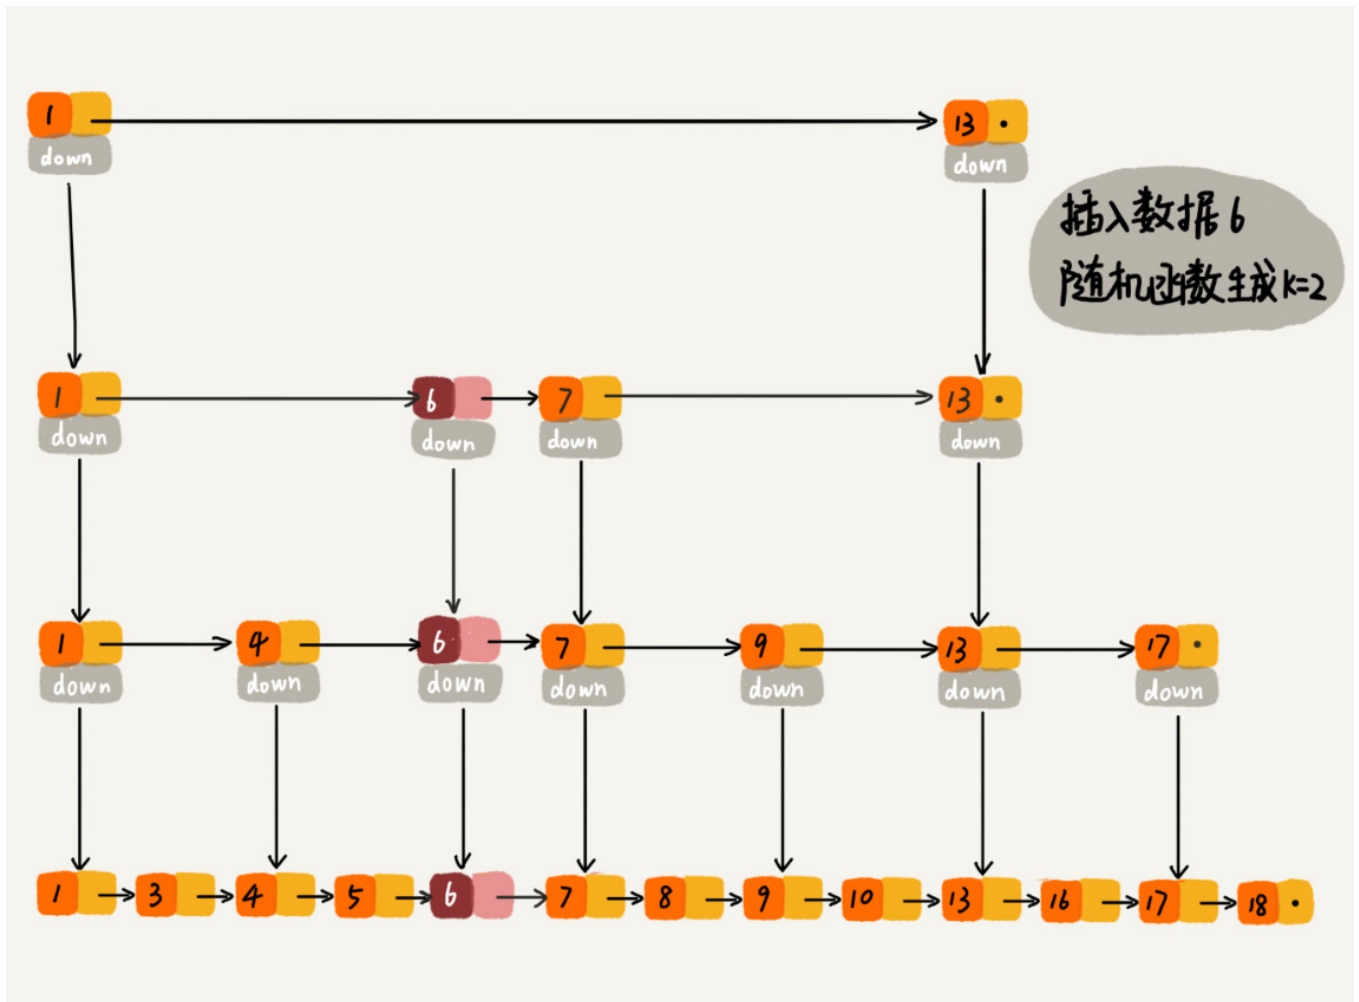 1 13
down down
插入数据6
随机函数生成K=2
1 6 7 13
down down down down
1 4 6 7 9 13 17
down down down down down down down
1 3 4 5 6 7 8 9 10 13 16 17 18